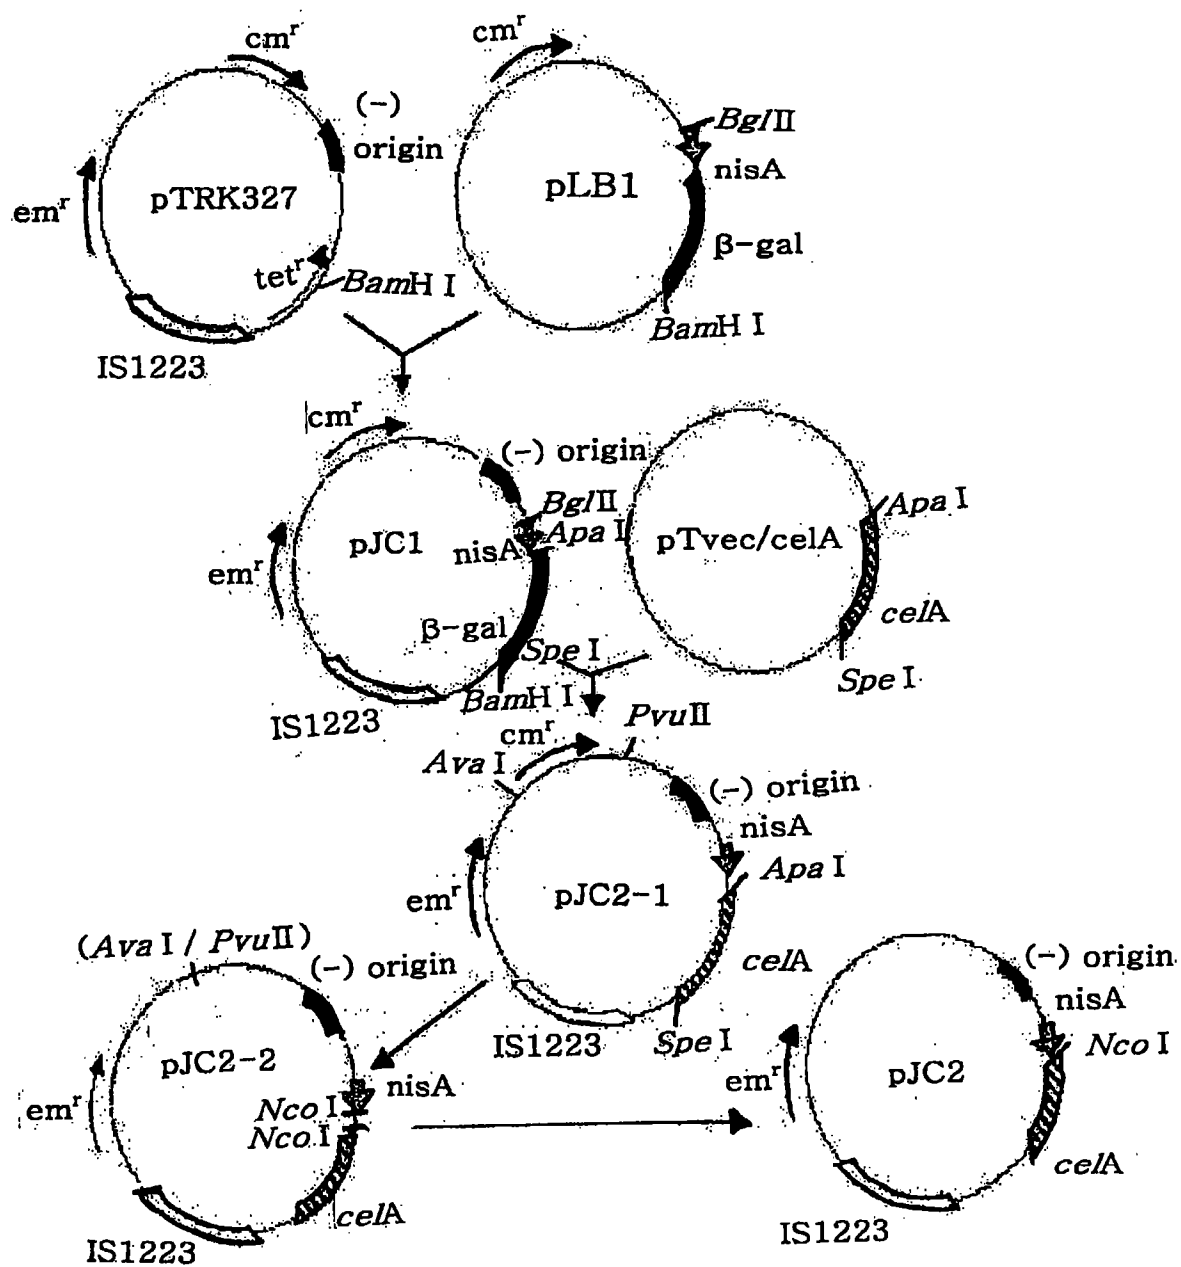 cmʳ
(-)
origin
pTRK327
emʳ
tetʳ
BamH I
IS1223
cmʳ
BglⅡ
nisA
pLB1
β-gal
BamH I
cmʳ
(-) origin
BglⅡ
Apa I
nisA
pJC1
emʳ
β-gal
Spe I
BamH I
IS1223
Apa I
pTvec/celA
celA
Spe I
cmʳ
PvuⅡ
Ava I
(-) origin
nisA
Apa I
pJC2-1
emʳ
celA
Spe I
IS1223
(Ava I / PvuⅡ)
(-) origin
pJC2-2
nisA
emʳ
Nco I
Nco I
celA
IS1223
(-) origin
nisA
Nco I
pJC2
emʳ
celA
IS1223